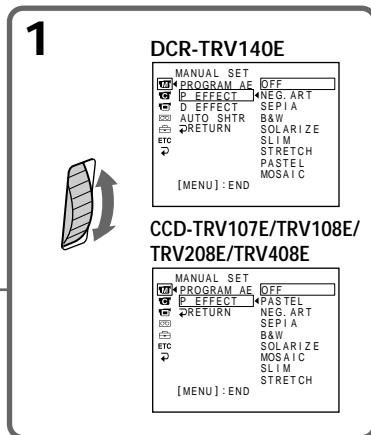 1
DCR-TRV140E
MANUAL SET
PROGRAM AE OFF
P EFFECT NEG. ART
D EFFECT SEPIA
AUTO SHTR B&W
RETURN SOLARIZE
ETC SLIM
STRETCH
PASTEL
MOSAIC
[MENU] : END
CCD-TRV107E/TRV108E/
TRV208E/TRV408E
MANUAL SET
PROGRAM AE OFF
P EFFECT PASTEL
RETURN NEG. ART
SEPIA
B&W
ETC SOLARIZE
MOSAIC
SLIM
STRETCH
[MENU] : END